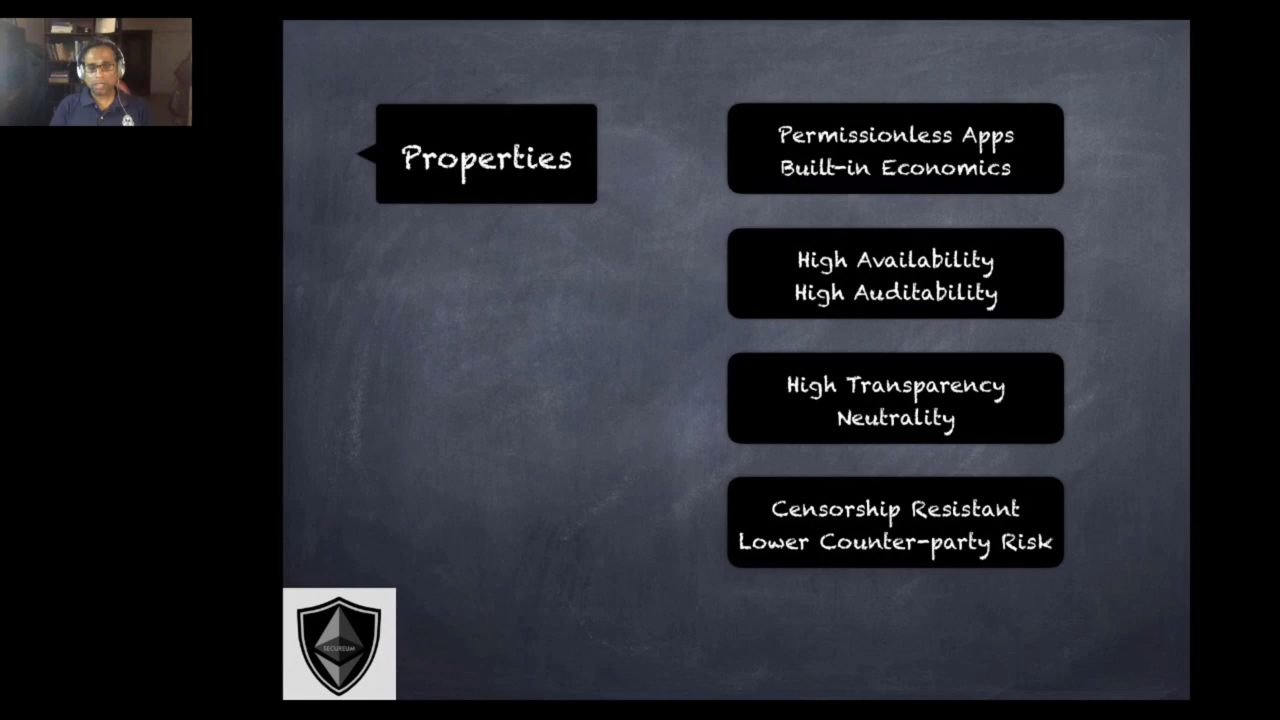 Properties
Permissionless Apps
Built-in Economics
High Availability
High Auditability
High Transparency
Neutrality
Censorship Resistant
Lower Counter-party Risk
SECUREUM